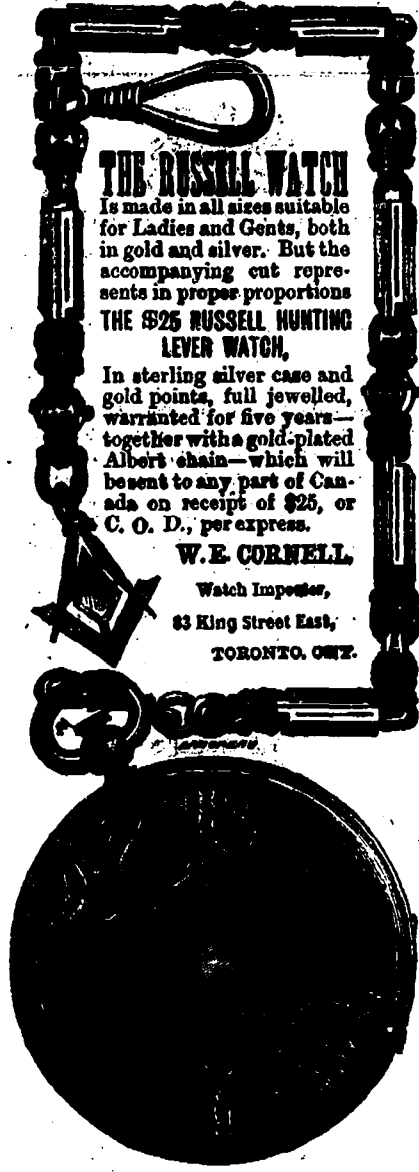 THE RUSSELL WATCH
Is made in all sizes suitable
for Ladies and Gents, both
in gold and silver. But the
accompanying cut repre-
sents in proper proportions
THE $25 RUSSELL HUNTING
LEVER WATCH,
In sterling silver case and
gold points, full jewelled,
warranted for five years—
together with a gold-plated
Albert chain—which will
be sent to any part of Can-
ada on receipt of $25, or
C. O. D., per express.
W. E. CORNELL,
Watch Importer,
83 King Street East,
TORONTO. ONT.